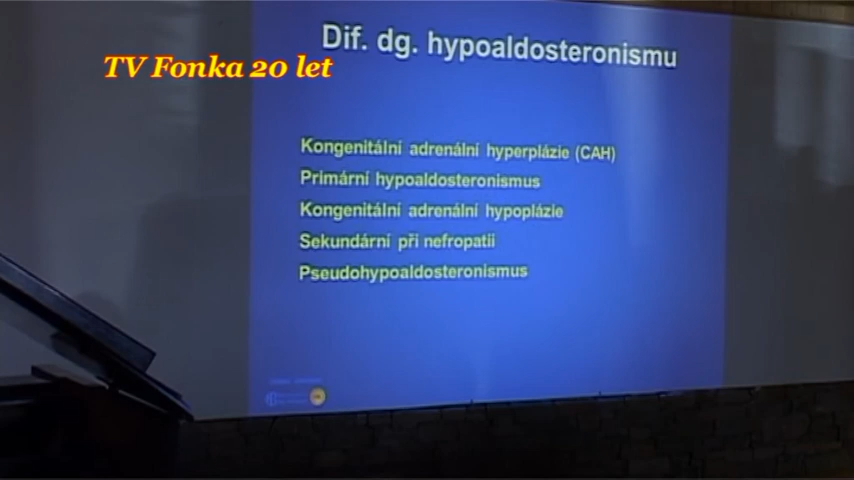 Dif. dg. hypoaldosteronismu
TV Fonka 20 let
Kongenitální adrenální hyperplázie (CAH)
Primární hypoaldosteronismus
Kongenitální adrenální hypoplázie
Sekundární při nefropatii
Pseudohypoaldosteronismus